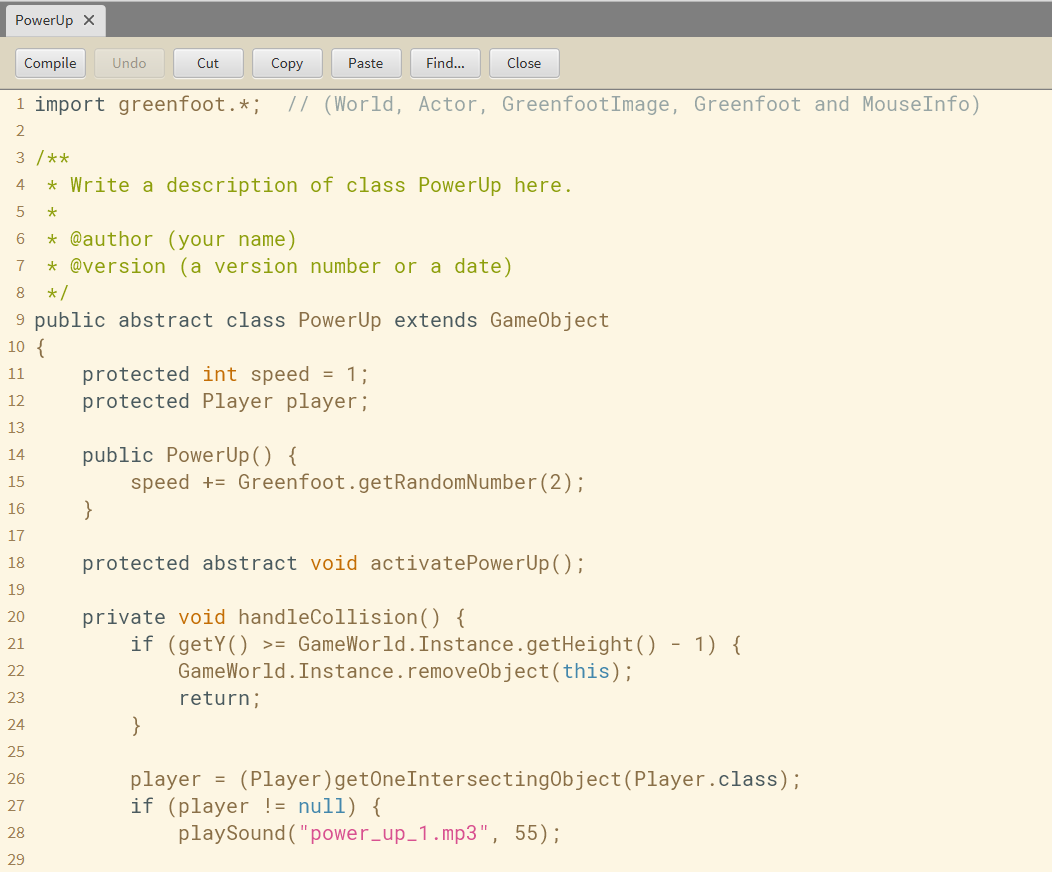 PowerUp ✕
Compile Undo Cut Copy Paste Find... Close
1 import greenfoot.*;  // (World, Actor, GreenfootImage, Greenfoot and MouseInfo)
2
3 /**
4  * Write a description of class PowerUp here.
5  *
6  * @author (your name)
7  * @version (a version number or a date)
8  */
9 public abstract class PowerUp extends GameObject
10 {
11     protected int speed = 1;
12     protected Player player;
13
14     public PowerUp() {
15         speed += Greenfoot.getRandomNumber(2);
16     }
17
18     protected abstract void activatePowerUp();
19
20     private void handleCollision() {
21         if (getY() >= GameWorld.Instance.getHeight() - 1) {
22             GameWorld.Instance.removeObject(this);
23             return;
24         }
25
26         player = (Player)getOneIntersectingObject(Player.class);
27         if (player != null) {
28             playSound("power_up_1.mp3", 55);
29